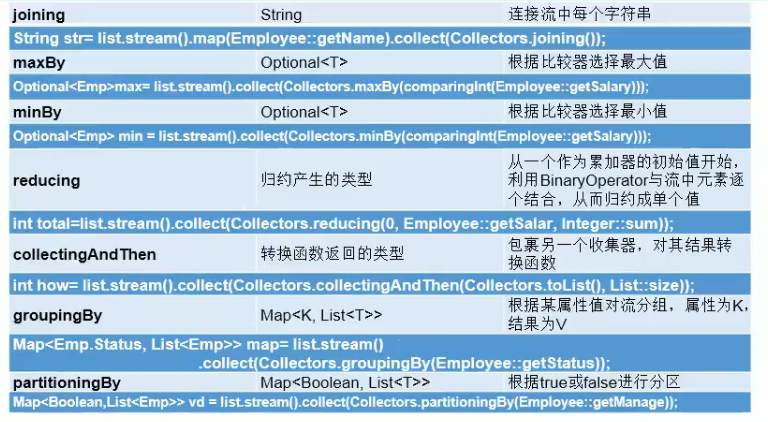 joining String 连接流中每个字符串
String str= list.stream().map(Employee::getName).collect(Collectors.joining());
maxBy Optional<T> 根据比较器选择最大值
Optional<Emp>max= list.stream().collect(Collectors.maxBy(comparingInt(Employee::getSalary)));
minBy Optional<T> 根据比较器选择最小值
Optional<Emp> min = list.stream().collect(Collectors.minBy(comparingInt(Employee::getSalary)));
从一个作为累加器的初始值开始，
reducing 归约产生的类型 利用BinaryOperator与流中元素逐
个结合，从而归约成单个值
int total=list.stream().collect(Collectors.reducing(0, Employee::getSalar, Integer::sum));
collectingAndThen 转换函数返回的类型 包裹另一个收集器，对其结果转
换函数
int how= list.stream().collect(Collectors.collectingAndThen(Collectors.toList(), List::size));
groupingBy Map<K, List<T>> 根据某属性值对流分组，属性为K，
结果为V
Map<Emp.Status, List<Emp>> map= list.stream()
.collect(Collectors.groupingBy(Employee::getStatus));
partitioningBy Map<Boolean, List<T>> 根据true或false进行分区
Map<Boolean,List<Emp>> vd = list.stream().collect(Collectors.partitioningBy(Employee::getManage));